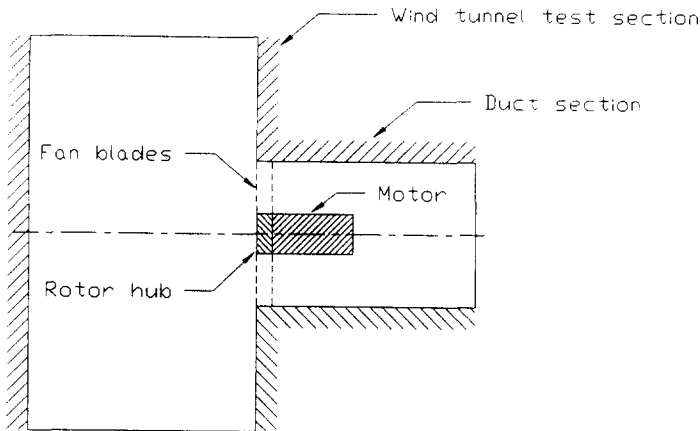 Wind tunnel test section
Duct section
Fan blades
Motor
Rotor hub